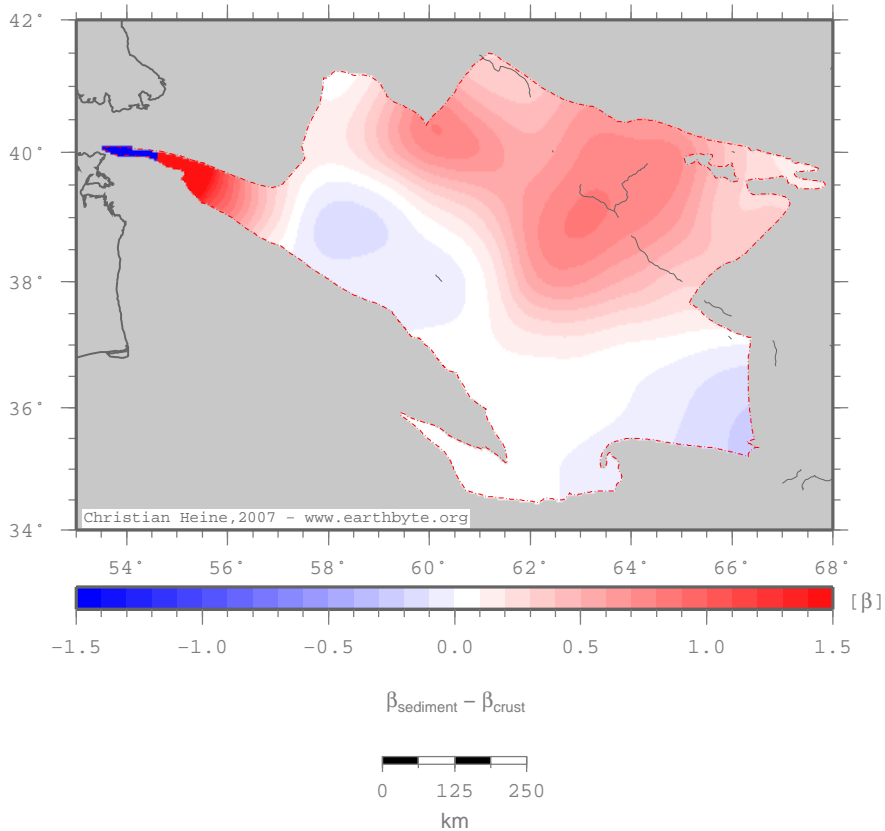 42°
40°
38°
36°
34°
Christian Heine,2007 - www.earthbyte.org
54° 56° 58° 60° 62° 64° 66° 68°
[β]
-1.5 -1.0 -0.5 0.0 0.5 1.0 1.5
βsediment − βcrust
0 125 250
km